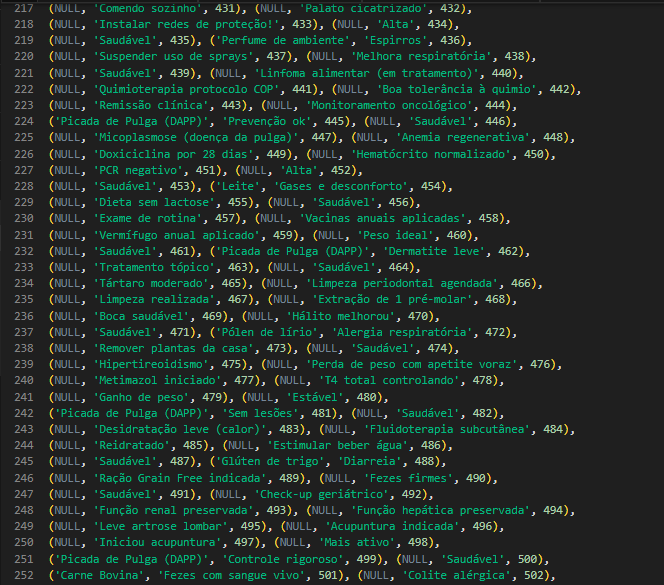 217 (NULL, 'Comendo sozinho', 431), (NULL, 'Palato cicatrizado', 432),
218 (NULL, 'Instalar redes de proteção!', 433), (NULL, 'Alta', 434),
219 (NULL, 'Saudável', 435), ('Perfume de ambiente', 'Espirros', 436),
220 (NULL, 'Suspender uso de sprays', 437), (NULL, 'Melhora respiratória', 438),
221 (NULL, 'Saudável', 439), (NULL, 'Linfoma alimentar (em tratamento)', 440),
222 (NULL, 'Quimioterapia protocolo COP', 441), (NULL, 'Boa tolerância à quimio', 442),
223 (NULL, 'Remissão clínica', 443), (NULL, 'Monitoramento oncológico', 444),
224 ('Picada de Pulga (DAPP)', 'Prevenção ok', 445), (NULL, 'Saudável', 446),
225 (NULL, 'Micoplasmose (doença da pulga)', 447), (NULL, 'Anemia regenerativa', 448),
226 (NULL, 'Doxiciclina por 28 dias', 449), (NULL, 'Hematócrito normalizado', 450),
227 (NULL, 'PCR negativo', 451), (NULL, 'Alta', 452),
228 (NULL, 'Saudável', 453), ('Leite', 'Gases e desconforto', 454),
229 (NULL, 'Dieta sem lactose', 455), (NULL, 'Saudável', 456),
230 (NULL, 'Exame de rotina', 457), (NULL, 'Vacinas anuais aplicadas', 458),
231 (NULL, 'Vermífugo anual aplicado', 459), (NULL, 'Peso ideal', 460),
232 (NULL, 'Saudável', 461), ('Picada de Pulga (DAPP)', 'Dermatite leve', 462),
233 (NULL, 'Tratamento tópico', 463), (NULL, 'Saudável', 464),
234 (NULL, 'Tártaro moderado', 465), (NULL, 'Limpeza periodontal agendada', 466),
235 (NULL, 'Limpeza realizada', 467), (NULL, 'Extração de 1 pré-molar', 468),
236 (NULL, 'Boca saudável', 469), (NULL, 'Hálito melhorou', 470),
237 (NULL, 'Saudável', 471), ('Pólen de lírio', 'Alergia respiratória', 472),
238 (NULL, 'Remover plantas da casa', 473), (NULL, 'Saudável', 474),
239 (NULL, 'Hipertireoidismo', 475), (NULL, 'Perda de peso com apetite voraz', 476),
240 (NULL, 'Metimazol iniciado', 477), (NULL, 'T4 total controlando', 478),
241 (NULL, 'Ganho de peso', 479), (NULL, 'Estável', 480),
242 ('Picada de Pulga (DAPP)', 'Sem lesões', 481), (NULL, 'Saudável', 482),
243 (NULL, 'Desidratação leve (calor)', 483), (NULL, 'Fluidoterapia subcutânea', 484),
244 (NULL, 'Reidratado', 485), (NULL, 'Estimular beber água', 486),
245 (NULL, 'Saudável', 487), ('Glúten de trigo', 'Diarreia', 488),
246 (NULL, 'Ração Grain Free indicada', 489), (NULL, 'Fezes firmes', 490),
247 (NULL, 'Saudável', 491), (NULL, 'Check-up geriátrico', 492),
248 (NULL, 'Função renal preservada', 493), (NULL, 'Função hepática preservada', 494),
249 (NULL, 'Leve artrose lombar', 495), (NULL, 'Acupuntura indicada', 496),
250 (NULL, 'Iniciou acupuntura', 497), (NULL, 'Mais ativo', 498),
251 ('Picada de Pulga (DAPP)', 'Controle rigoroso', 499), (NULL, 'Saudável', 500),
252 ('Carne Bovina', 'Fezes com sangue vivo', 501), (NULL, 'Colite alérgica', 502),